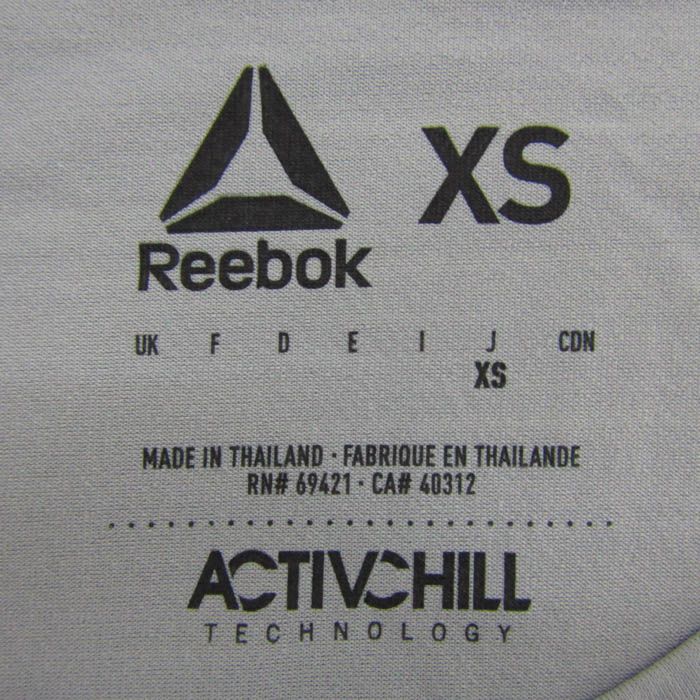 XS
Reebok
UK F D E I J CDN
XS
MADE IN THAILAND · FABRIQUE EN THAILANDE
RN# 69421 · CA# 40312
ACTIVCHILL
TECHNOLOGY